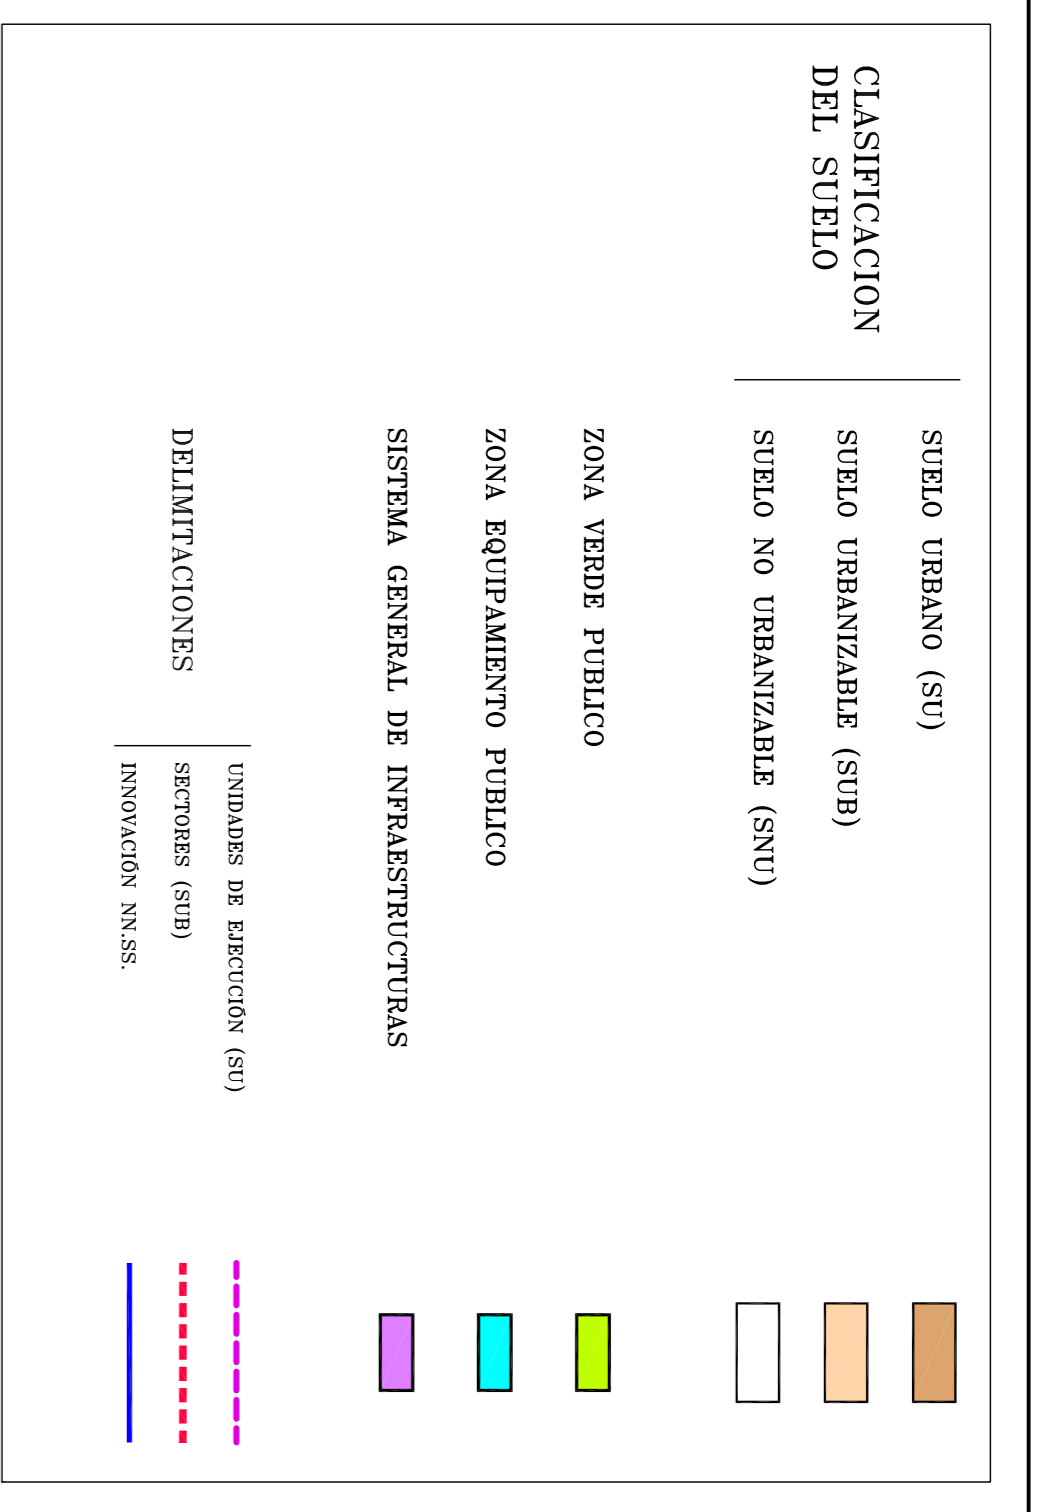 CLASIFICACION
DEL SUELO
SUELO URBANO (SU)
SUELO URBANIZABLE (SUB)
SUELO NO URBANIZABLE (SNU)
ZONA VERDE PUBLICO
ZONA EQUIPAMIENTO PUBLICO
SISTEMA GENERAL DE INFRAESTRUCTURAS
DELIMITACIONES
UNIDADES DE EJECUCIÓN (SU)
SECTORES (SUB)
INNOVACIÓN NN.SS.